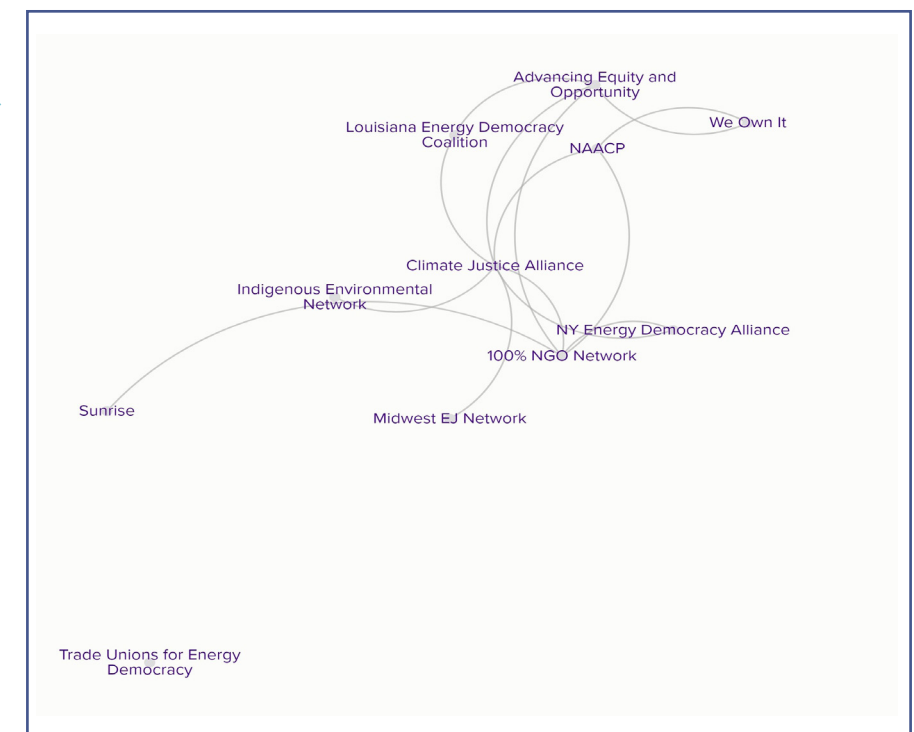 Advancing Equity and
Opportunity
We Own It
Louisiana Energy Democracy
Coalition
NAACP
Climate Justice Alliance
Indigenous Environmental
Network
NY Energy Democracy Alliance
100% NGO Network
Sunrise
Midwest EJ Network
Trade Unions for Energy
Democracy